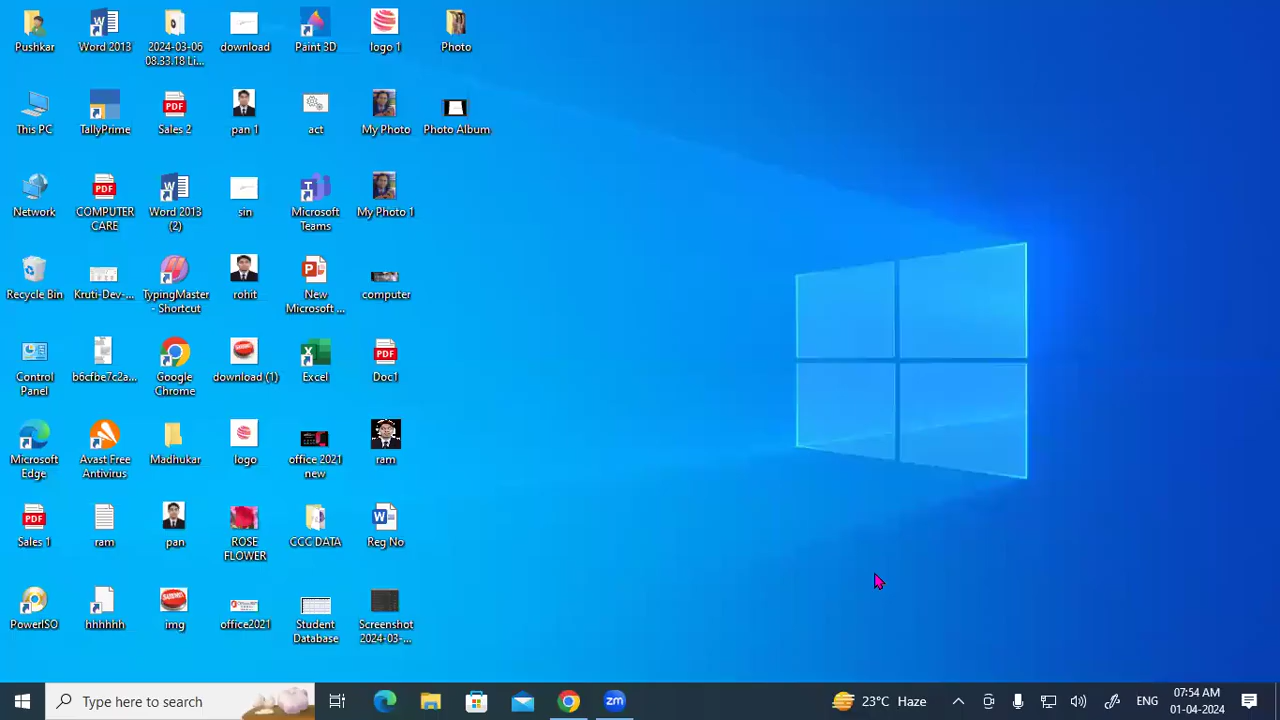 Pushkar
Word 2013
2024-03-06
08.33.18 Li...
download
Paint 3D
logo 1
Photo
This PC
TallyPrime
PDF
Sales 2
pan 1
act
My Photo
Photo Album
Network
PDF
COMPUTER
CARE
Word 2013
(2)
sin
Microsoft
Teams
My Photo 1
Recycle Bin
Kruti-Dev-...
TypingMaster
- Shortcut
rohit
New
Microsoft ...
computer
Control
Panel
b6cfbe7c2a...
Google
Chrome
download (1)
Excel
PDF
Doc1
Microsoft
Edge
Avast Free
Antivirus
Madhukar
logo
office 2021
new
ram
PDF
Sales 1
ram
pan
ROSE
FLOWER
CCC DATA
Reg No
PowerISO
hhhhhh
img
office2021
Student
Database
Screenshot
2024-03-...
Type here to search
zm
23°C Haze
ENG
07:54 AM
01-04-2024